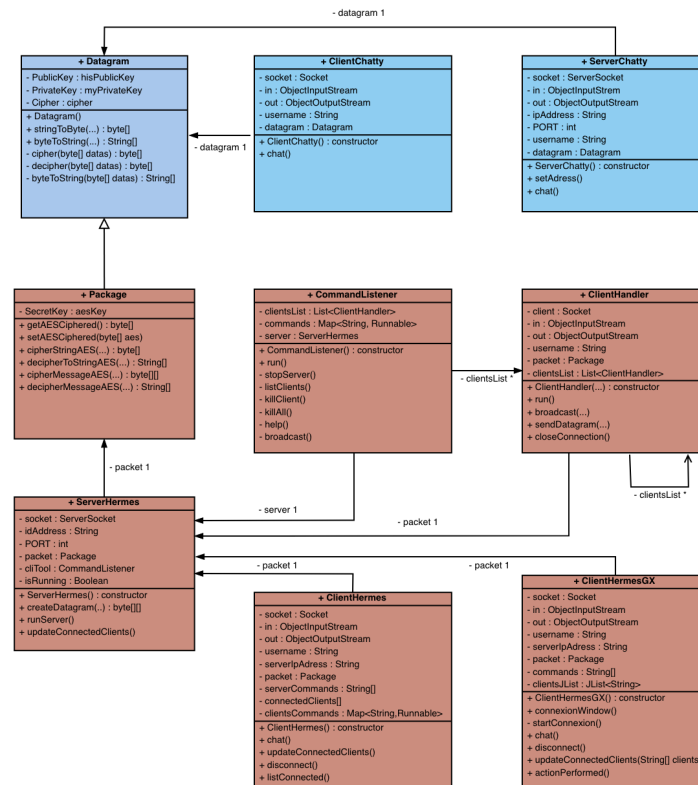 - datagram 1
+ Datagram
- PublicKey : hisPublicKey
- PrivateKey : myPrivateKey
- Cipher : cipher
+ Datagram()
+ stringToByte(...) : byte[]
+ byteToString(...) : String[]
- cipher(byte[] datas) : byte[]
- decipher(byte[] datas) : byte[]
- byteToString(byte[] datas) : String[]
- datagram 1
+ ClientChatty
- socket : Socket
- in : ObjectInputStream
- out : ObjectOutputStream
- username : String
- datagram : Datagram
+ ClientChatty() : constructor
+ chat()
+ ServerChatty
- socket : ServerSocket
- in : ObjectInputStrem
- out : ObjectOutputStream
- ipAddress : String
- PORT : int
- username : String
- datagram : Datagram
+ ServerChatty() : constructor
+ setAdress()
+ chat()
+ Package
- SecretKey : aesKey
+ getAESCiphered() : byte[]
+ setAESCiphered(byte[] aes)
+ cipherStringAES(...) : byte[]
+ decipherToStringAES(...) : String[]
+ cipherMessageAES(...) : byte[][]
+ decipherMessageAES(...) : String[]
+ CommandListener
- clientsList : List<ClientHandler>
- commands : Map<String, Runnable>
- server : ServerHermes
+ CommandListener() : constructor
+ run()
- stopServer()
- listClients()
- killClient()
- killAll()
- help()
- broadcast()
- clientsList *
+ ClientHandler
- client : Socket
- in : ObjectInputStream
- out : ObjectOutputStream
- username : String
- packet : Package
- clientsList : List<ClientHandler>
+ ClientHandler(...) : constructor
+ run()
+ broadcast(...)
+ sendDatagram(...)
+ closeConnection()
- clientsList *
- packet 1
+ ServerHermes
- socket : ServerSocket
- idAddress : String
- PORT : int
- packet : Package
- cliTool : CommandListener
- isRunning : Boolean
+ ServerHermes() : constructor
+ createDatagram(..) : byte[][]
+ runServer()
+ updateConnectedClients()
- server 1
- packet 1
- packet 1
- packet 1
+ ClientHermes
- socket : Socket
- in : ObjectInputStream
- out : ObjectOutputStream
- username : String
- serverIpAdress : String
- packet : Package
- serverCommands : String[]
- connectedClients[]
- clientsCommands : Map<String,Runnable>
+ ClientHermes() : constructor
+ chat()
+ updateConnectedClients()
+ disconnect()
+ listConnected()
+ ClientHermesGX
- socket : Socket
- in : ObjectInputStream
- out : ObjectOutputStream
- username : String
- serverIpAdress : String
- packet : Package
- commands : String[]
- clientsJList : JList<String>
+ ClientHermesGX() : constructor
+ connexionWindow()
- startConnexion()
+ chat()
+ disconnect()
+ updateConnectedClients(String[] clients
+ actionPerformed()